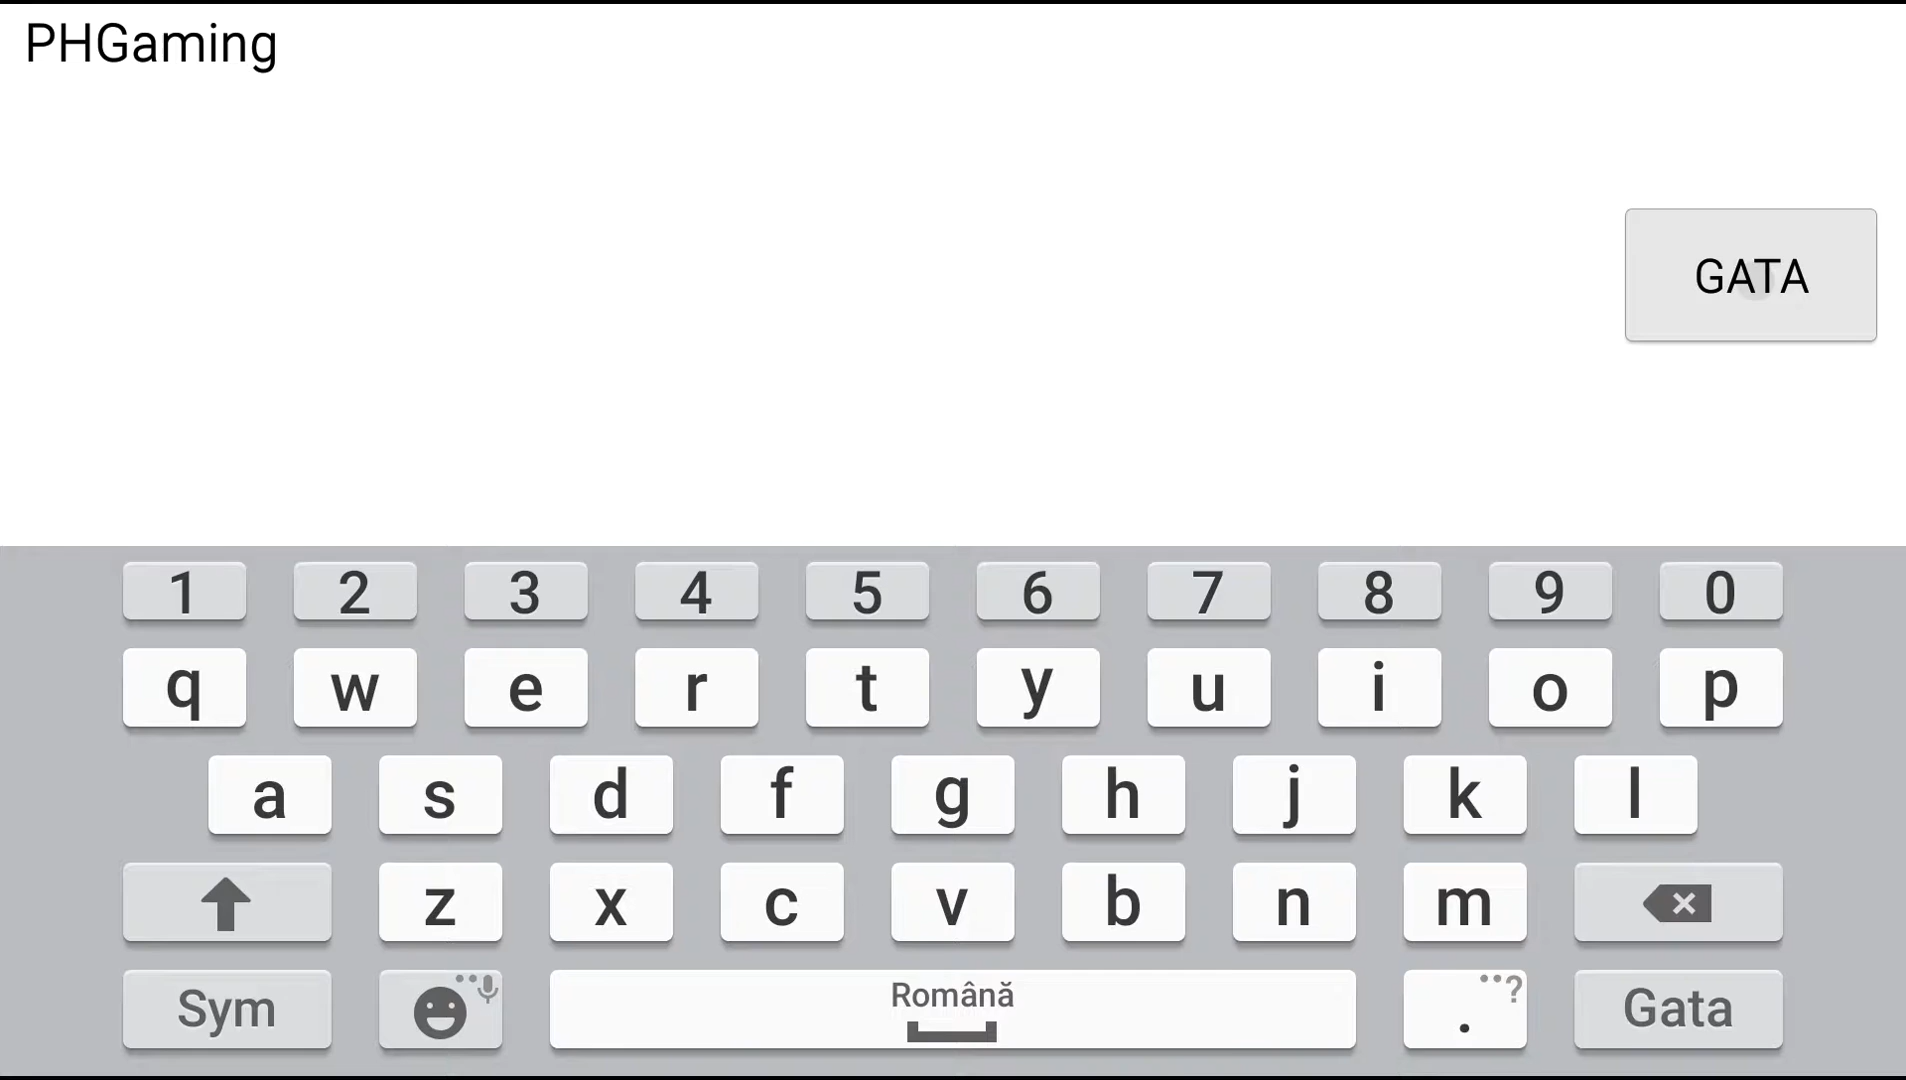 PHGaming
GATA
1 2 3 4 5 6 7 8 9 0
q w e r t y u i o p
a s d f g h j k l
z x c v b n m
Sym Română . ? Gata